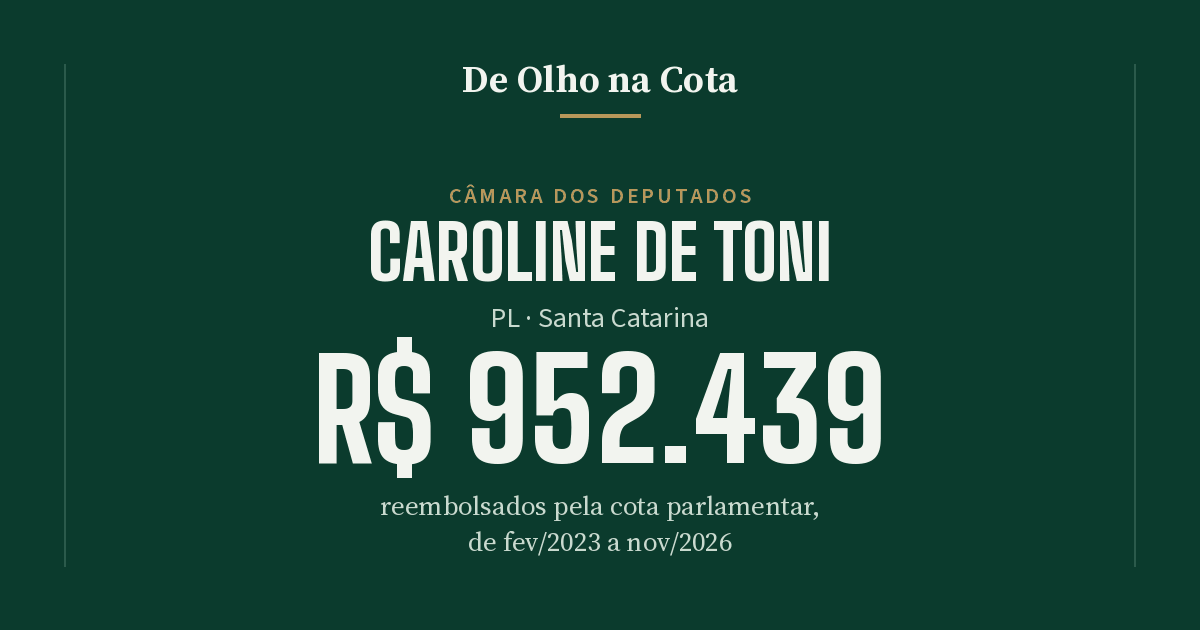 De Olho na Cota
CÂMARA DOS DEPUTADOS
CAROLINE DE TONI
PL · Santa Catarina
R$ 952.439
reembolsados pela cota parlamentar,
de fev/2023 a nov/2026